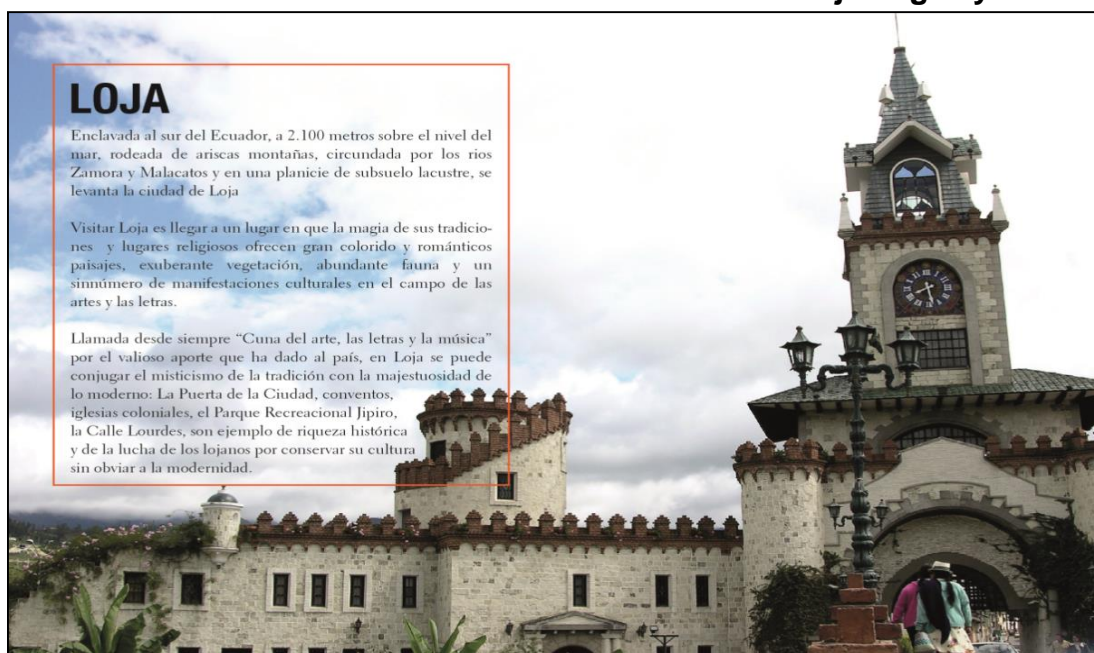 LOJA
Enclavada al sur del Ecuador, a 2.100 metros sobre el nivel del
mar, rodeada de ariscas montañas, circundada por los rios
Zamora y Malacatos y en una planicie de subsuelo lacustre, se
levanta la ciudad de Loja
Visitar Loja es llegar a un lugar en que la magia de sus tradicio-
nes y lugares religiosos ofrecen gran colorido y románticos
paisajes, exuberante vegetación, abundante fauna y un
sinnúmero de manifestaciones culturales en el campo de las
artes y las letras.
Llamada desde siempre “Cuna del arte, las letras y la música”
por el valioso aporte que ha dado al país, en Loja se puede
conjugar el misticismo de la tradición con la majestuosidad de
lo moderno: La Puerta de la Ciudad, conventos,
iglesias coloniales, el Parque Recreacional Jipiro,
la Calle Lourdes, son ejemplo de riqueza histórica
y de la lucha de los lojanos por conservar su cultura
sin obviar a la modernidad.